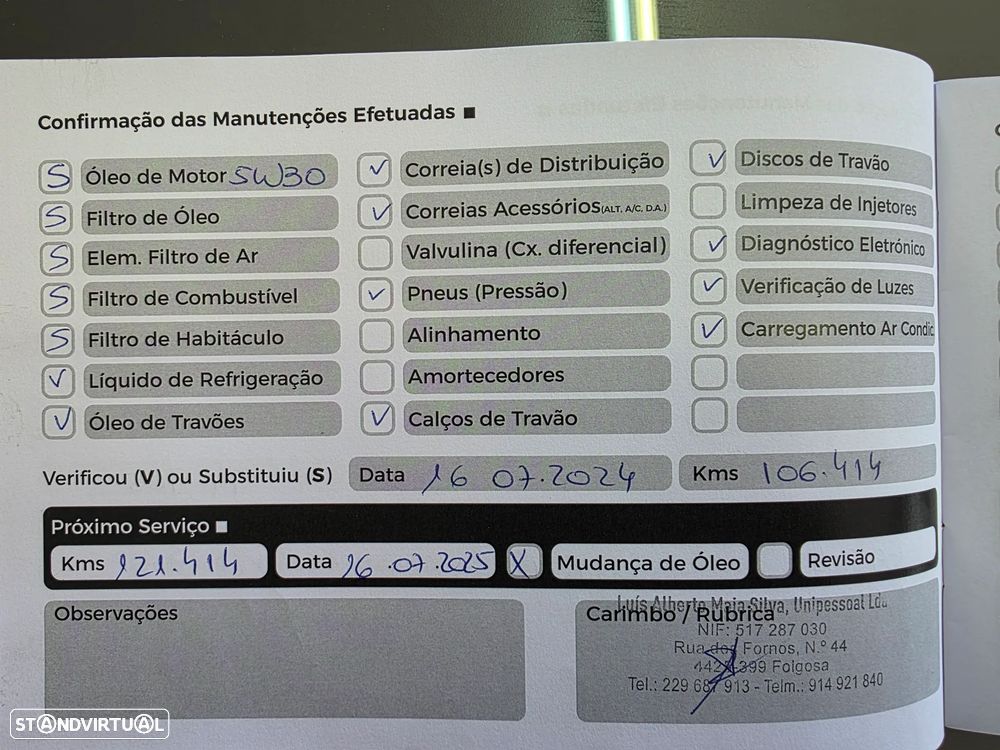 Confirmação das Manutenções Efetuadas ■
S Óleo de Motor 5W30
S Filtro de Óleo
S Elem. Filtro de Ar
S Filtro de Combustível
S Filtro de Habitáculo
V Líquido de Refrigeração
V Óleo de Travões
V Correia(s) de Distribuição
V Correias Acessórios(ALT. A/C. D.A.)
Valvulina (Cx. diferencial)
V Pneus (Pressão)
Alinhamento
Amortecedores
V Calços de Travão
V Discos de Travão
Limpeza de Injetores
V Diagnóstico Eletrónico
V Verificação de Luzes
V Carregamento Ar Condic
Verificou (V) ou Substituiu (S) Data 16 07.2024 Kms 106.414
Próximo Serviço ■
Kms 121.414 Data 16.07.2025 X Mudança de Óleo Revisão
Observações
Carimbo / Rúbrica
Luís Alberto Maia Silva, Unipessoal Lda
NIF: 517 287 030
Rua dos Fornos, N.º 44
4425-399 Folgosa
Tel.: 229 687 913 - Telm.: 914 921 840
STANDVIRTUAL